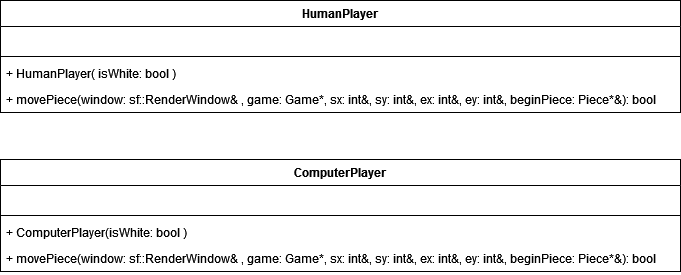 HumanPlayer
+ HumanPlayer( isWhite: bool )
+ movePiece(window: sf::RenderWindow& , game: Game*, sx: int&, sy: int&, ex: int&, ey: int&, beginPiece: Piece*&): bool
ComputerPlayer
+ ComputerPlayer(isWhite: bool )
+ movePiece(window: sf::RenderWindow& , game: Game*, sx: int&, sy: int&, ex: int&, ey: int&, beginPiece: Piece*&): bool